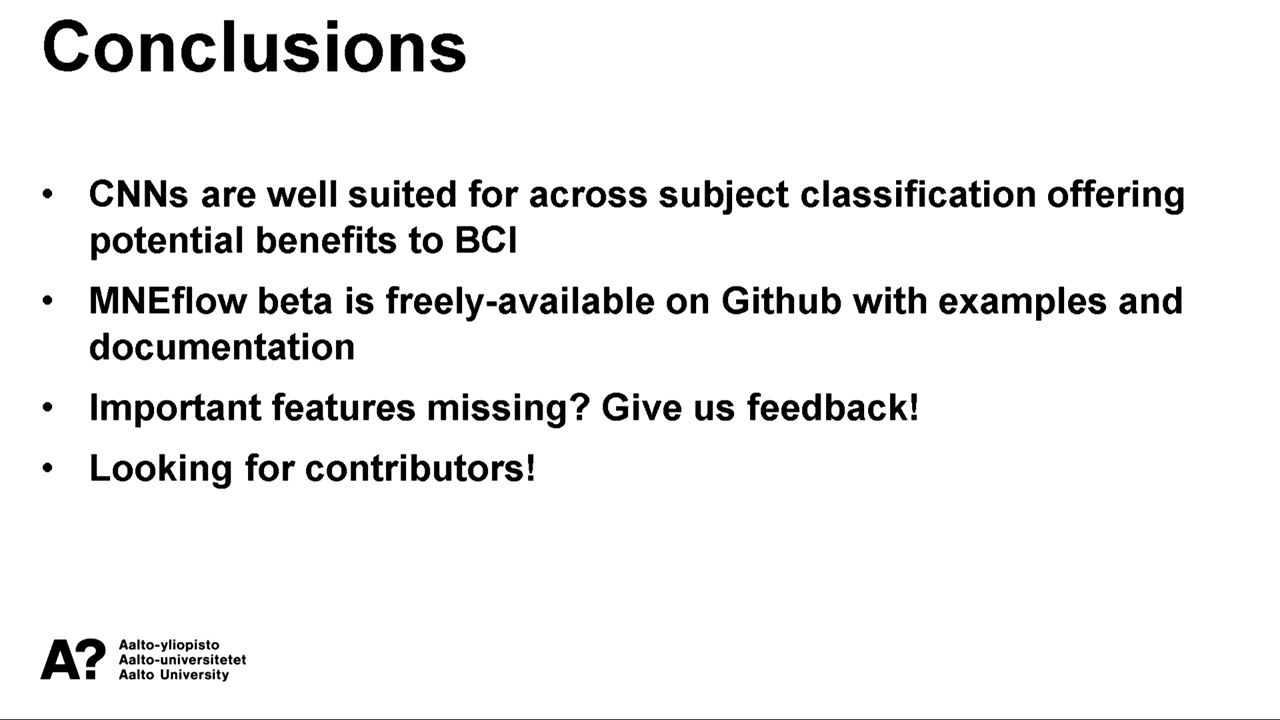 Conclusions
• CNNs are well suited for across subject classification offering
potential benefits to BCI
• MNEflow beta is freely-available on Github with examples and
documentation
• Important features missing? Give us feedback!
• Looking for contributors!
A?
Aalto-yliopisto
Aalto-universitetet
Aalto University